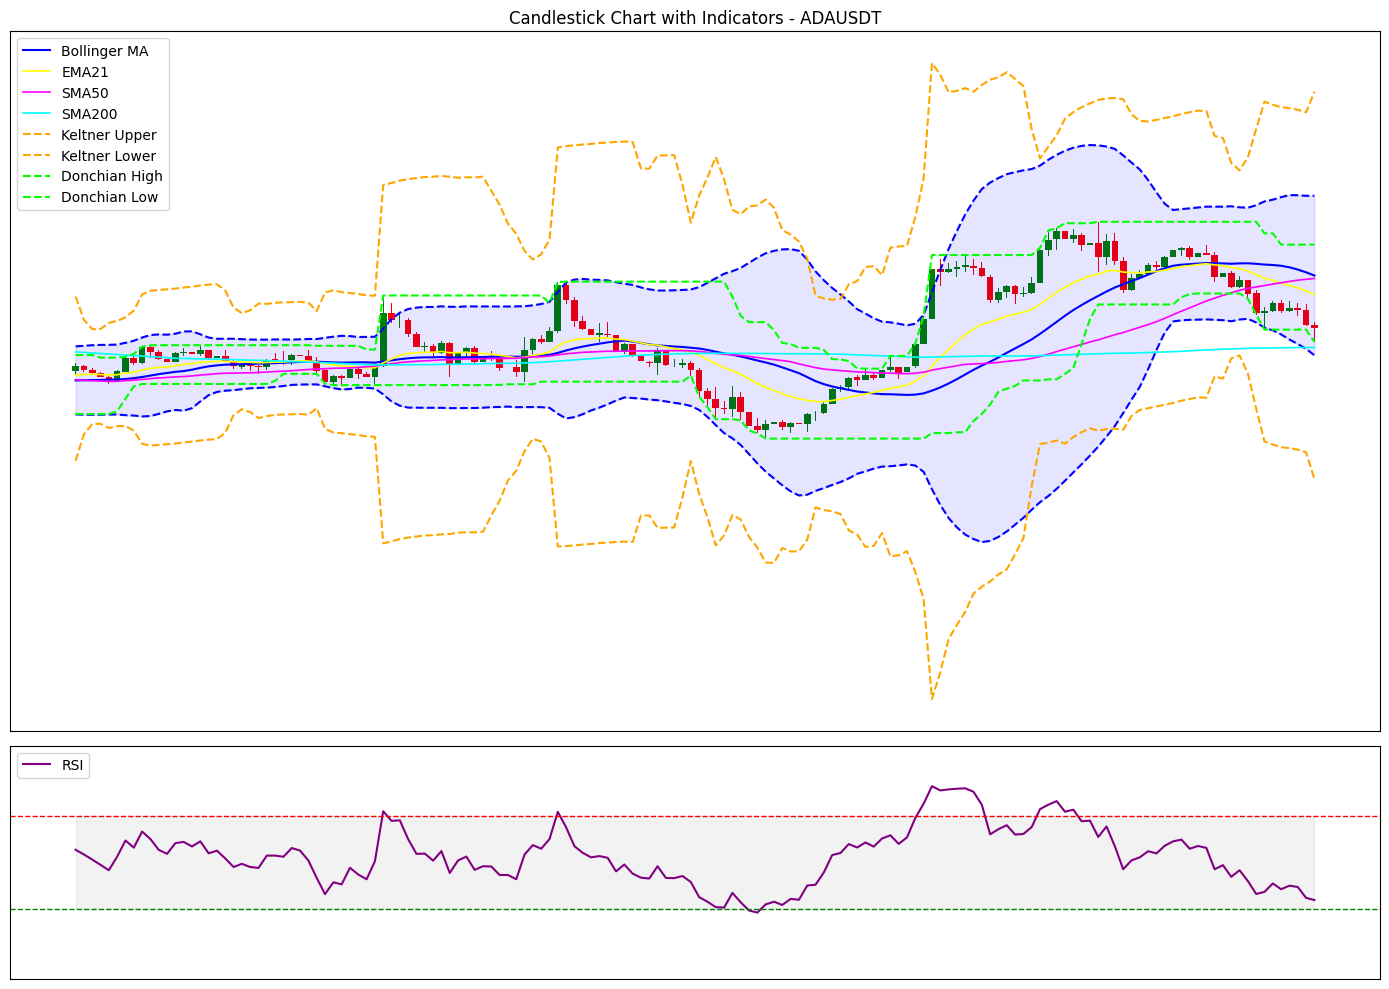 Candlestick Chart with Indicators - ADAUSDT
Bollinger MA
EMA21
SMA50
SMA200
Keltner Upper
Keltner Lower
Donchian High
Donchian Low
RSI